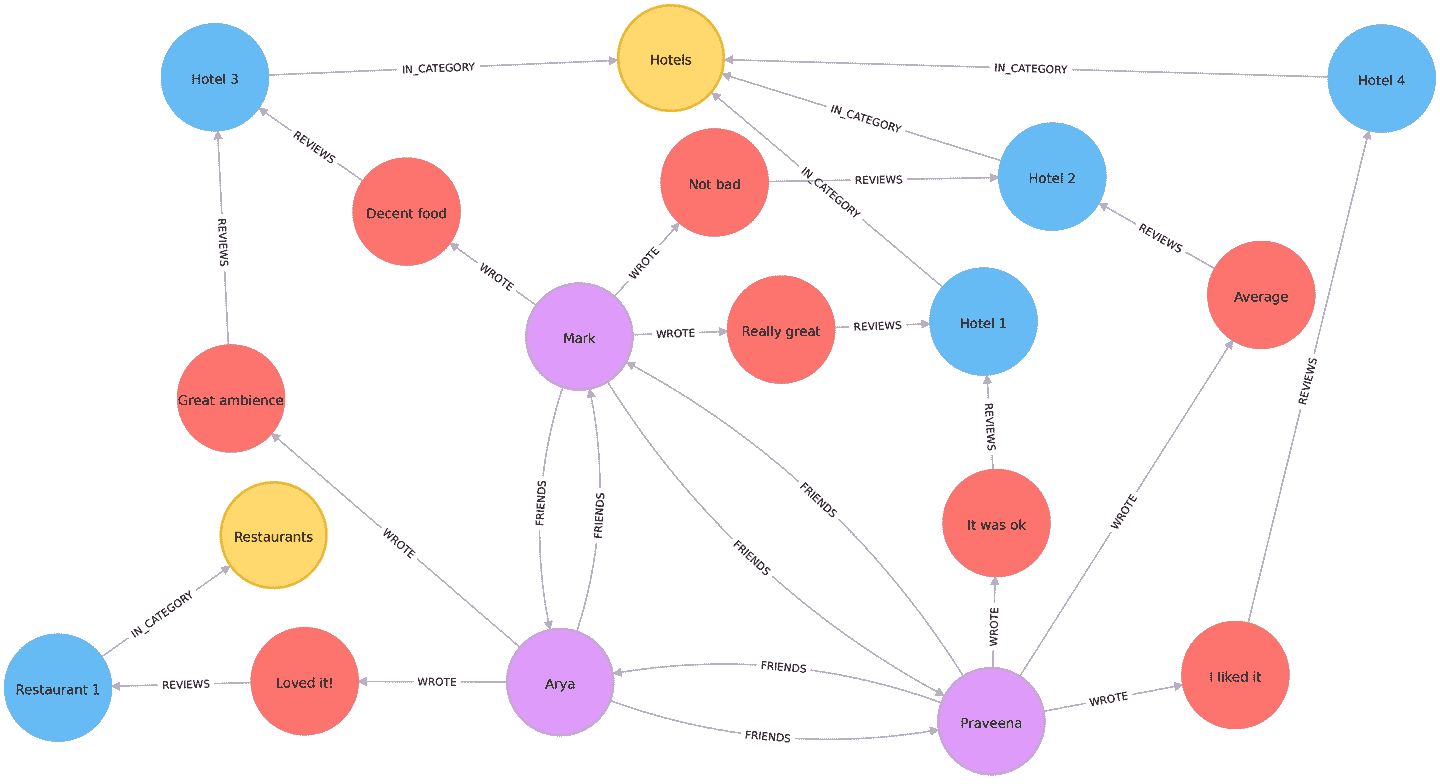 Hotels
Hotel 3
IN_CATEGORY
IN_CATEGORY
Hotel 4
IN_CATEGORY
REVIEWS
Not bad
REVIEWS
Hotel 2
IN_CATEGORY
Decent food
REVIEWS
WROTE
REVIEWS
WROTE
Average
Mark
WROTE
Really great
REVIEWS
Hotel 1
REVIEWS
Great ambience
REVIEWS
FRIENDS
FRIENDS
FRIENDS
WROTE
It was ok
Restaurants
WROTE
FRIENDS
IN_CATEGORY
WROTE
FRIENDS
I liked it
Restaurant 1
REVIEWS
Loved it!
WROTE
Arya
WROTE
Praveena
FRIENDS